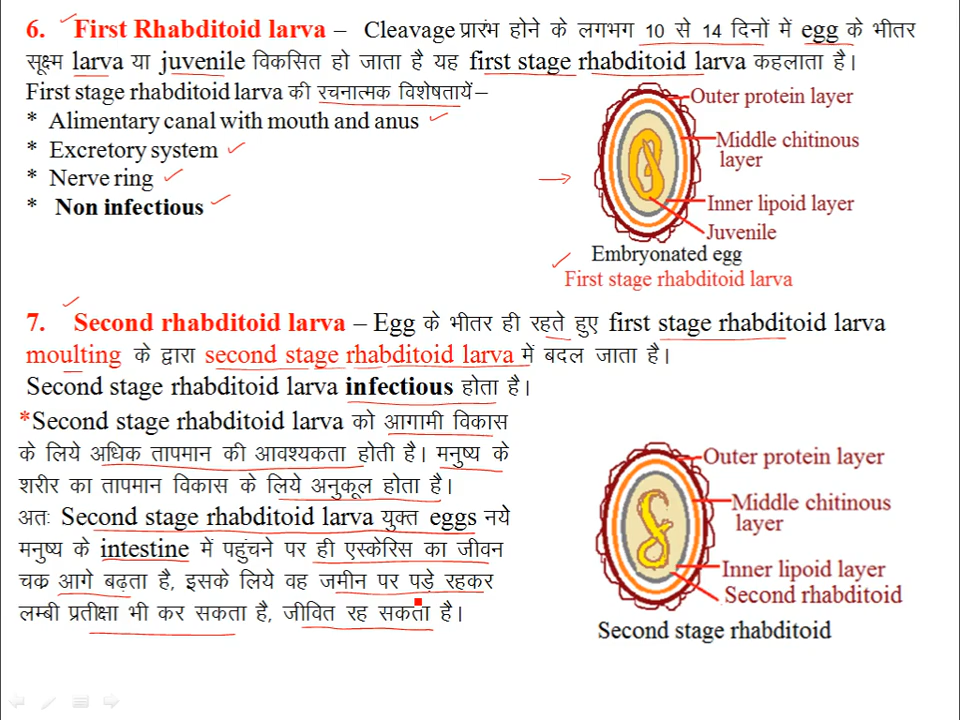 6. First Rhabditoid larva – Cleavage प्रारंभ होने के लगभग 10 से 14 दिनों में egg के भीतर
सूक्ष्म larva या juvenile विकसित हो जाता है यह first stage rhabditoid larva कहलाता है।
First stage rhabditoid larva की रचनात्मक विशेषतायें–
* Alimentary canal with mouth and anus
* Excretory system
* Nerve ring
* Non infectious
Outer protein layer
Middle chitinous
layer
Inner lipoid layer
Juvenile
Embryonated egg
First stage rhabditoid larva
7. Second rhabditoid larva – Egg के भीतर ही रहते हुए first stage rhabditoid larva
moulting के द्वारा second stage rhabditoid larva में बदल जाता है।
Second stage rhabditoid larva infectious होता है।
*Second stage rhabditoid larva को आगामी विकास
के लिये अधिक तापमान की आवश्यकता होती है। मनुष्य के
शरीर का तापमान विकास के लिये अनुकूल होता है।
अतः Second stage rhabditoid larva युक्त eggs नये
मनुष्य के intestine में पहुंचने पर ही एस्केरिस का जीवन
चक्र आगे बढ़ता है, इसके लिये वह जमीन पर पड़े रहकर
लम्बी प्रतीक्षा भी कर सकता है, जीवित रह सकता है।
Outer protein layer
Middle chitinous
layer
Inner lipoid layer
Second rhabditoid
Second stage rhabditoid